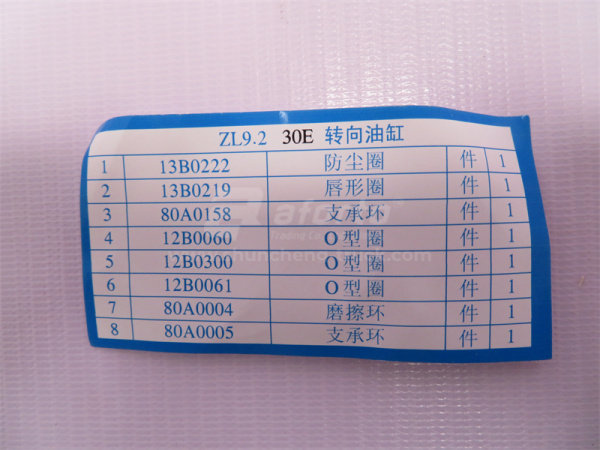 ZL9.2 30E 转向油缸
1 13B0222 防尘圈 件 1
2 13B0219 唇形圈 件 1
3 80A0158 支承环 件 1
4 12B0060 O型圈 件 1
5 12B0300 O型圈 件 1
6 12B0061 O型圈 件 1
7 80A0004 磨擦环 件 1
8 80A0005 支承环 件 1